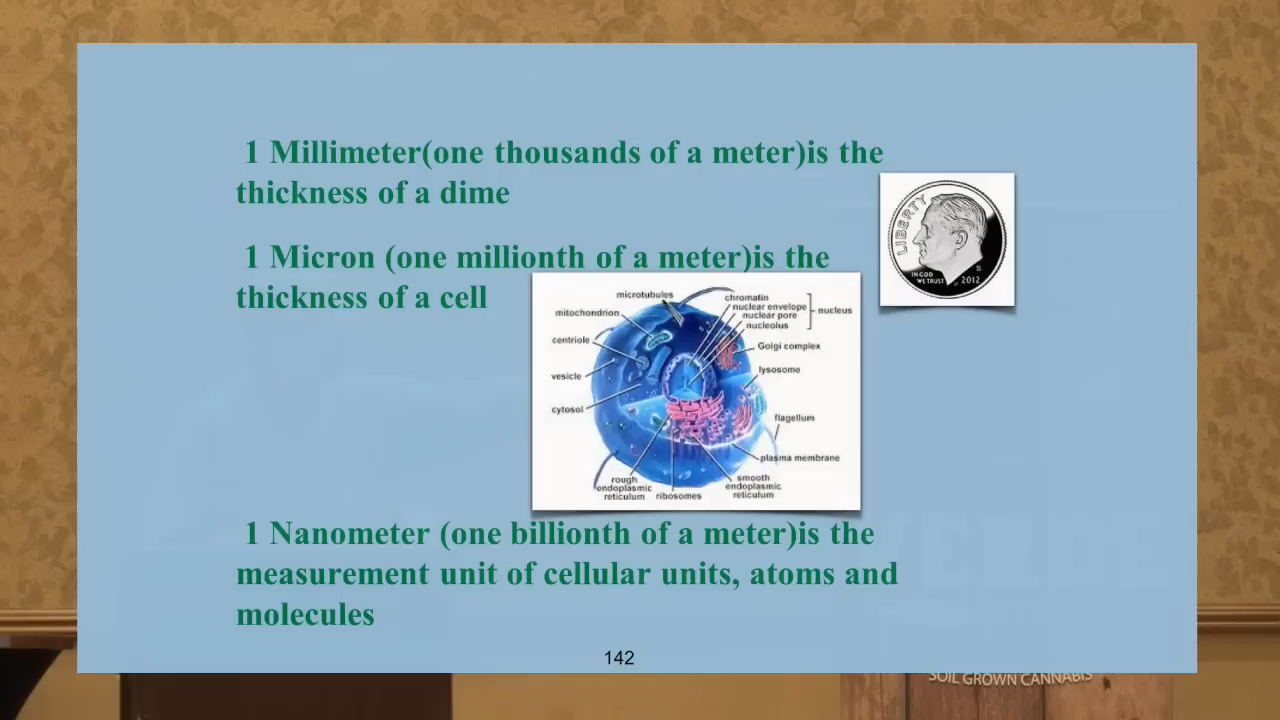 1 Millimeter(one thousands of a meter)is the
thickness of a dime
LIBERTY
IN GOD
WE TRUST
S
2012
1 Micron (one millionth of a meter)is the
thickness of a cell
microtubules
mitochondrion
centriole
vesicle
cytosol
chromatin
nuclear envelope
nuclear pore
nucleolus
nucleus
Golgi complex
lysosome
flagellum
plasma membrane
rough
endoplasmic
reticulum
ribosomes
smooth
endoplasmic
reticulum
1 Nanometer (one billionth of a meter)is the
measurement unit of cellular units, atoms and
molecules
142
SOIL GROWN CANNABIS